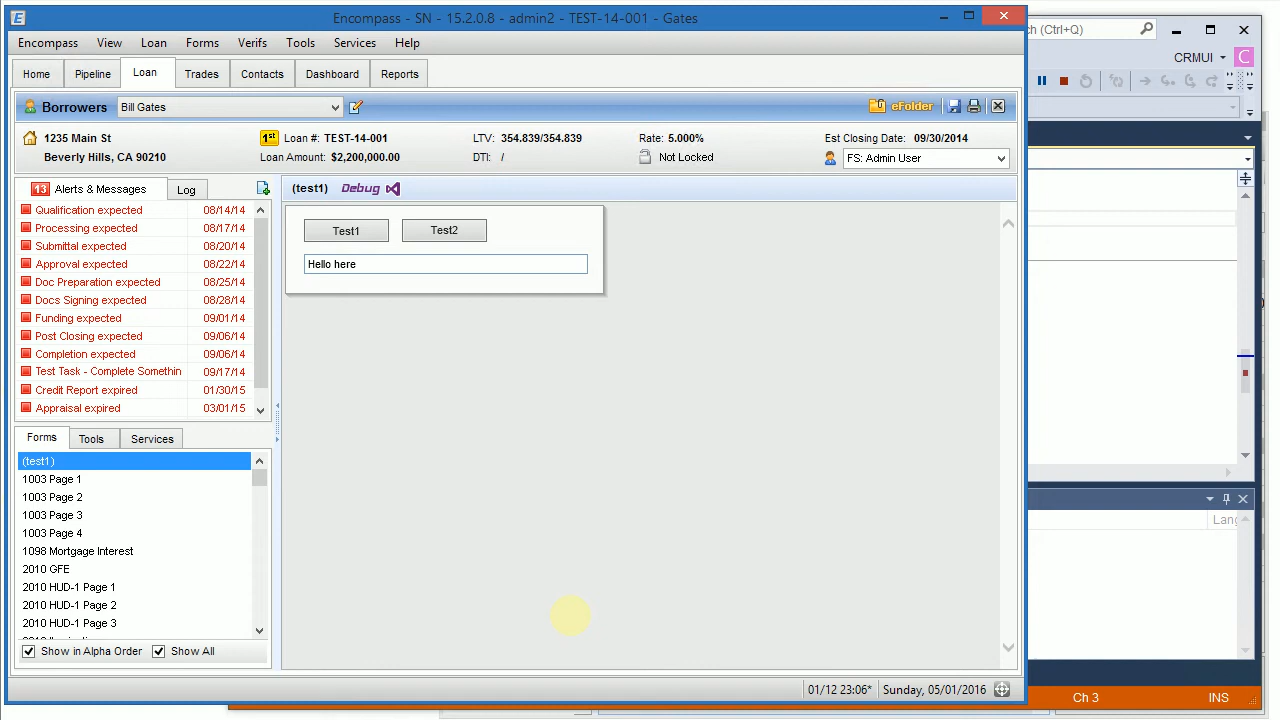 Encompass - SN - 15.2.0.8 - admin2 - TEST-14-001 - Gates
ch (Ctrl+Q)
Encompass View Loan Forms Verifs Tools Services Help
CRMUI
Home Pipeline Loan Trades Contacts Dashboard Reports
Borrowers Bill Gates eFolder
1235 Main St 1st Loan #: TEST-14-001 LTV: 354.839/354.839 Rate: 5.000% Est Closing Date: 09/30/2014
Beverly Hills, CA 90210 Loan Amount: $2,200,000.00 DTI: / Not Locked FS: Admin User
13 Alerts & Messages Log (test1) Debug
Qualification expected 08/14/14
Processing expected 08/17/14
Submittal expected 08/20/14
Approval expected 08/22/14
Doc Preparation expected 08/25/14
Docs Signing expected 08/28/14
Funding expected 09/01/14
Post Closing expected 09/06/14
Completion expected 09/06/14
Test Task - Complete Somethin 09/17/14
Credit Report expired 01/30/15
Appraisal expired 03/01/15
Test1 Test2
Hello here
Forms Tools Services
(test1)
1003 Page 1
1003 Page 2
1003 Page 3
1003 Page 4
1098 Mortgage Interest
2010 GFE
2010 HUD-1 Page 1
2010 HUD-1 Page 2
2010 HUD-1 Page 3
Show in Alpha Order Show All
01/12 23:06* Sunday, 05/01/2016
Lang
Ch 3 INS